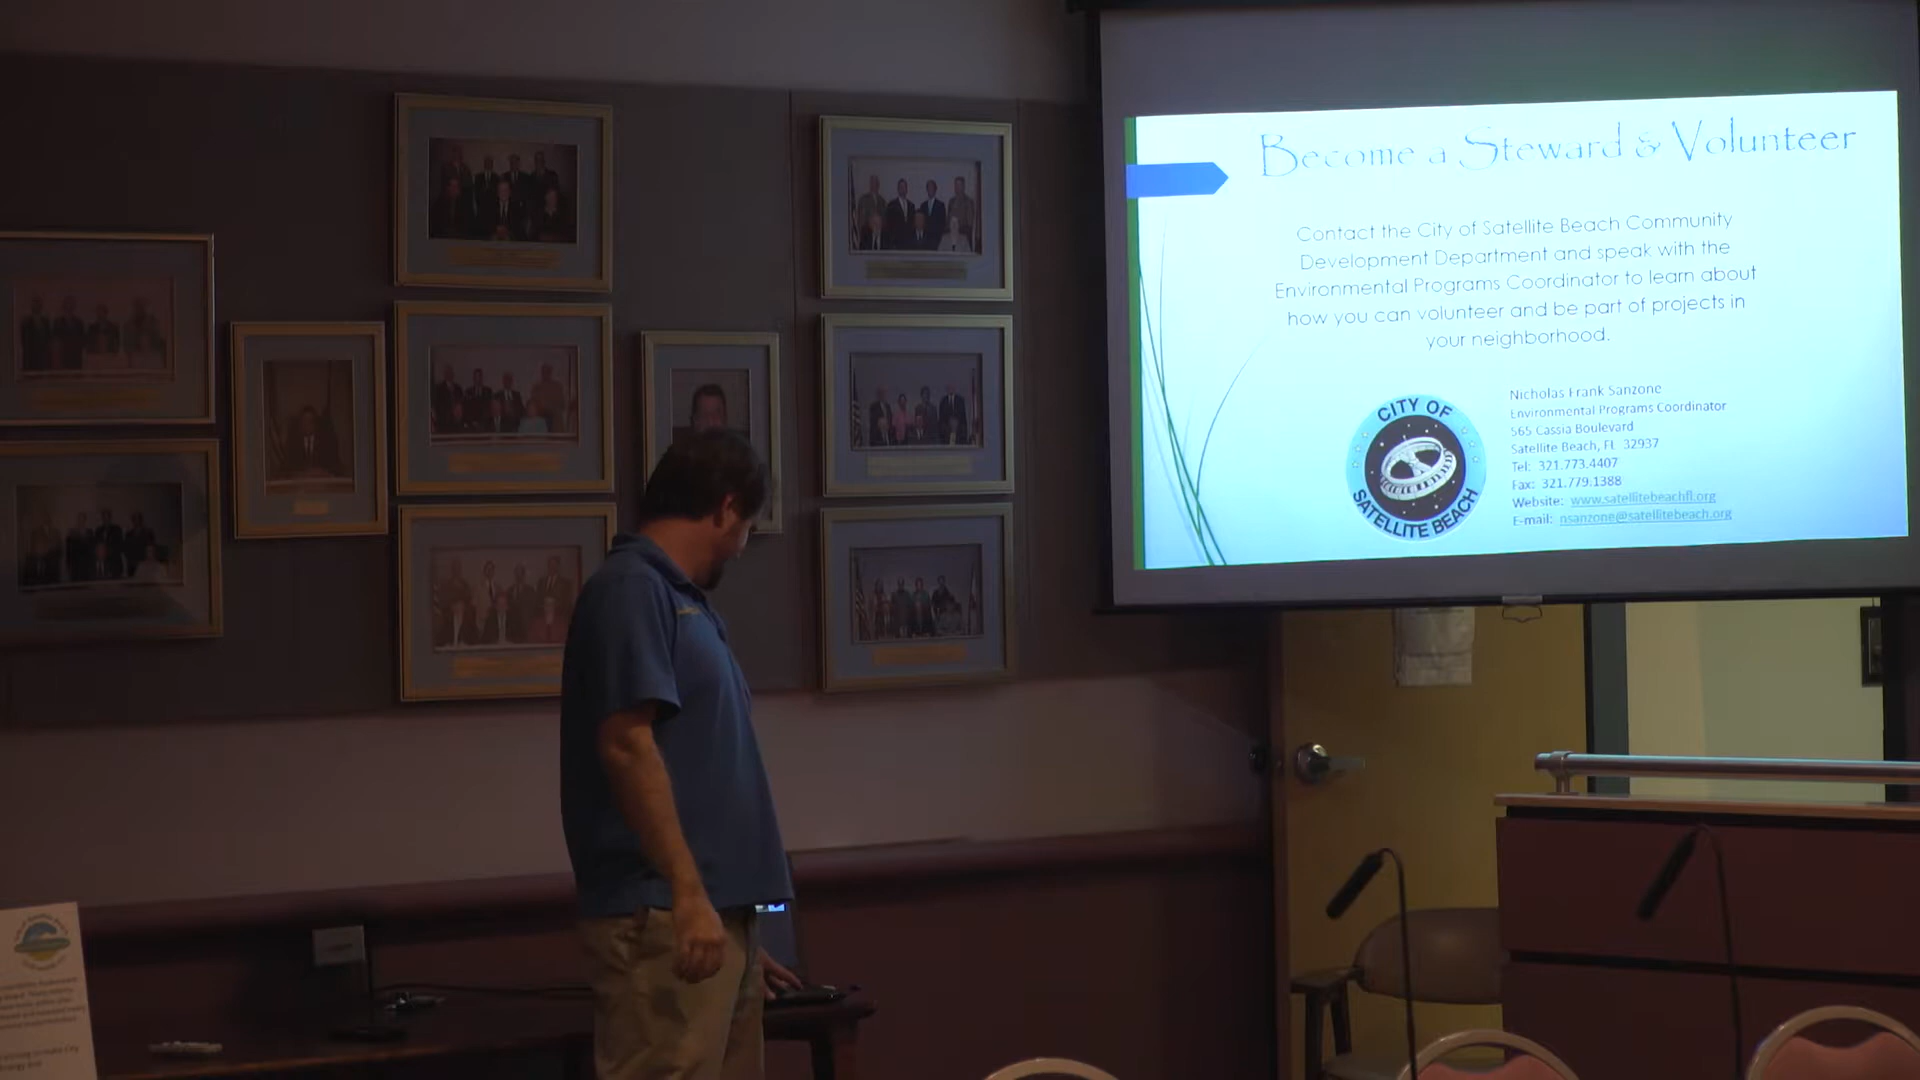 Become a Steward & Volunteer
Contact the City of Satellite Beach Community
Development Department and speak with the
Environmental Programs Coordinator to learn about
how you can volunteer and be part of projects in
your neighborhood.
CITY OF
SATELLITE BEACH
Nicholas Frank Sanzone
Environmental Programs Coordinator
565 Cassia Boulevard
Satellite Beach, FL 32937
Tel: 321.773.4407
Fax: 321.779.1388
Website: www.satellitebeachfl.org
E-mail: nsanzone@satellitebeach.org